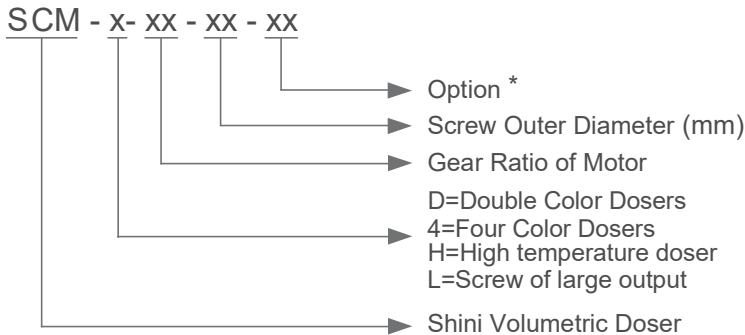 SCM - x- xx - xx - xx
Option *
Screw Outer Diameter (mm)
Gear Ratio of Motor
D=Double Color Dosers
4=Four Color Dosers
H=High temperature doser
L=Screw of large output
Shini Volumetric Doser